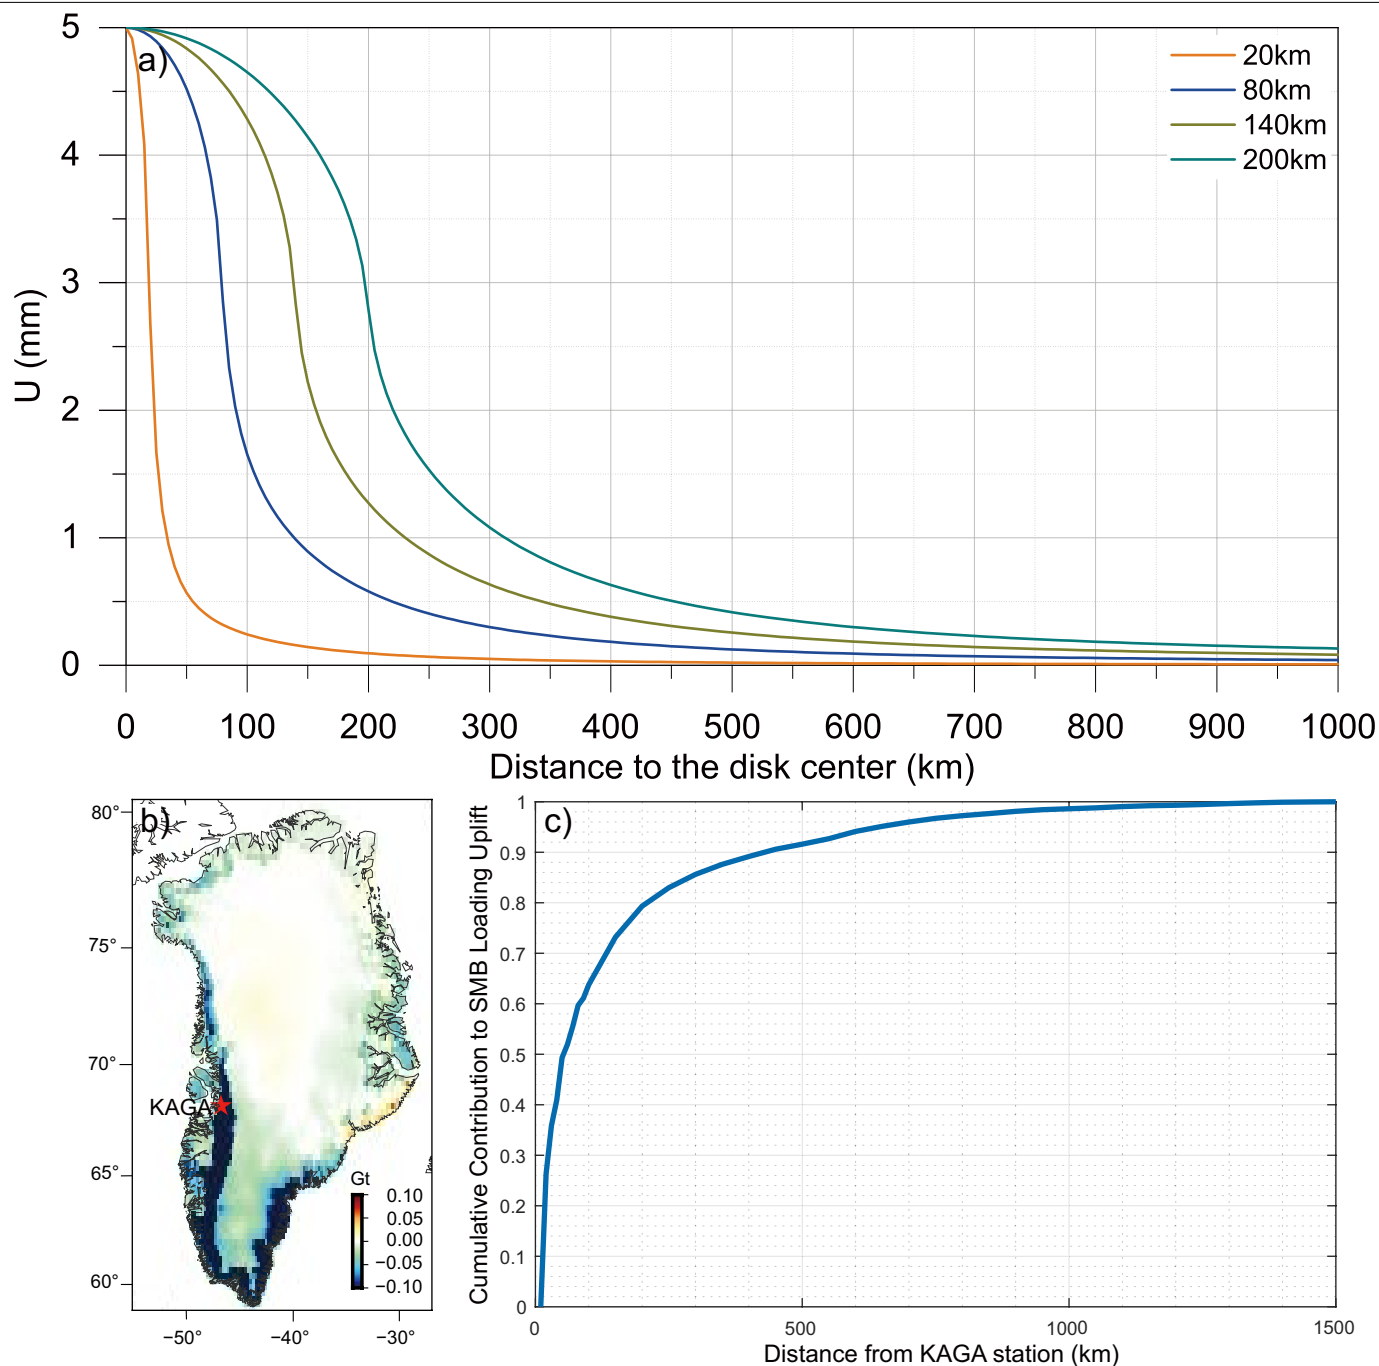 a)
20km
80km
140km
200km
5
4
3
2
1
0
U (mm)
0 100 200 300 400 500 600 700 800 900 1000
Distance to the disk center (km)
b)
80°
75°
70°
65°
60°
KAGA
Gt
0.10
0.05
0.00
−0.05
−0.10
−50° −40° −30°
c)
1
0.9
0.8
0.7
0.6
0.5
0.4
0.3
0.2
0.1
0
Cumulative Contribution to SMB Loading Uplift
0 500 1000 1500
Distance from KAGA station (km)